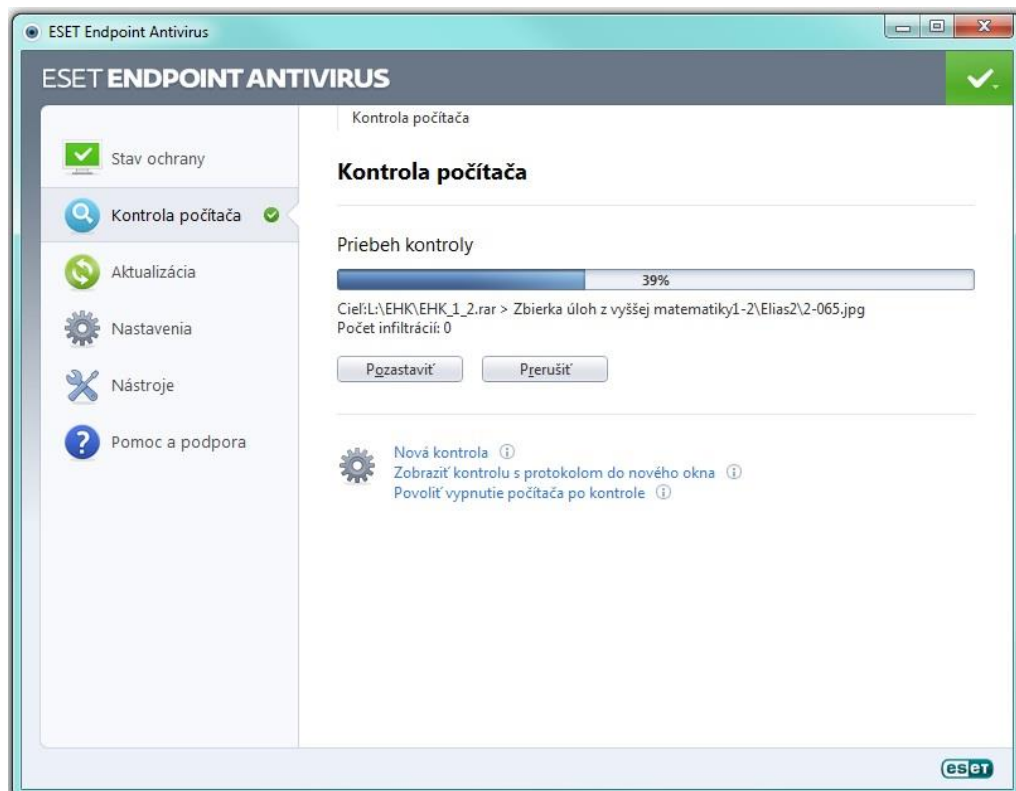 ESET Endpoint Antivirus
ESET ENDPOINT ANTIVIRUS
Stav ochrany
Kontrola počítača
Aktualizácia
Nastavenia
Nástroje
Pomoc a podpora
Kontrola počítača
Kontrola počítača
Priebeh kontroly
39%
Cieľ:L:\EHK\EHK_1_2.rar > Zbierka úloh z vyššej matematiky1-2\Elias2\2-065.jpg
Počet infiltrácií: 0
Pozastaviť
Prerušiť
Nová kontrola
Zobraziť kontrolu s protokolom do nového okna
Povoliť vypnutie počítača po kontrole
eset